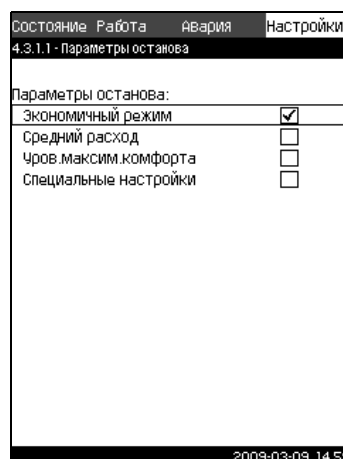 Состояние Работа Авария Настройки
4.3.1.1 - Параметры останова
Параметры останова:
Экономичный режим
Средний расход
Уров.максим.комфорта
Специальные настройки
2009-03-09 14:5